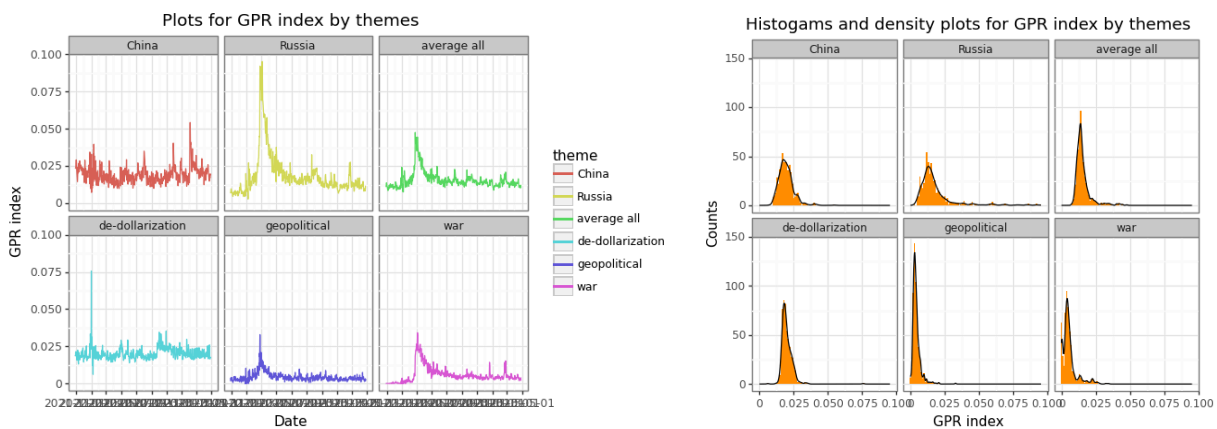 Plots for GPR index by themes
China Russia average all
0.100
0.075
0.050
0.025
0
de-dollarization geopolitical war
0.100
0.075
0.050
0.025
0
GPR index
Date
theme
China
Russia
average all
de-dollarization
geopolitical
war
Histogams and density plots for GPR index by themes
China Russia average all
150
100
50
0
de-dollarization geopolitical war
150
100
50
0
Counts
0 0.025 0.050 0.075 0 0.025 0.050 0.075 0 0.025 0.050 0.075 0.100
GPR index